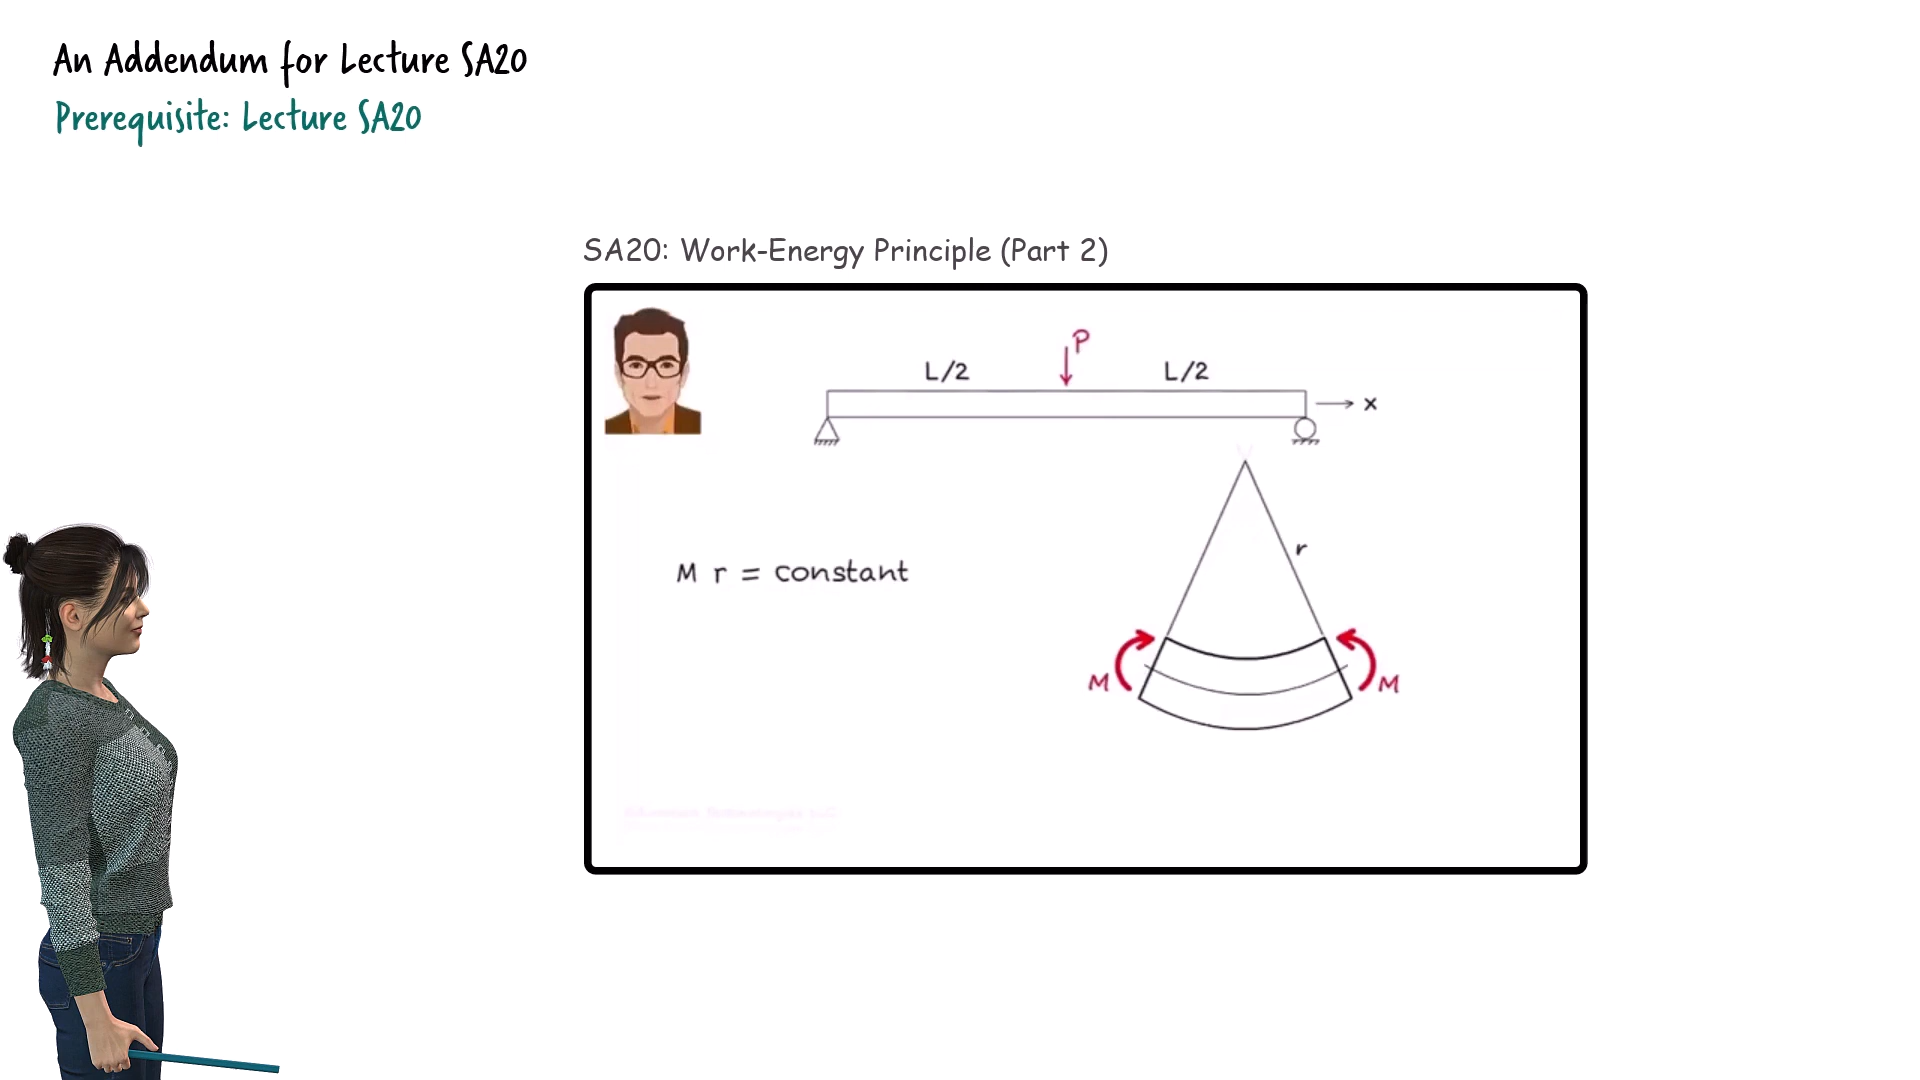 An Addendum for Lecture SA20
Prerequisite: Lecture SA20
SA20: Work-Energy Principle (Part 2)
P
L/2 L/2
x
r
M r = constant
M M